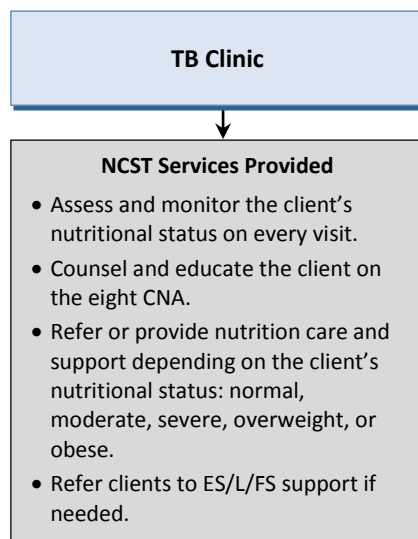 TB Clinic
NCST Services Provided
• Assess and monitor the client’s
nutritional status on every visit.
• Counsel and educate the client on
the eight CNA.
• Refer or provide nutrition care and
support depending on the client’s
nutritional status: normal,
moderate, severe, overweight, or
obese.
• Refer clients to ES/L/FS support if
needed.